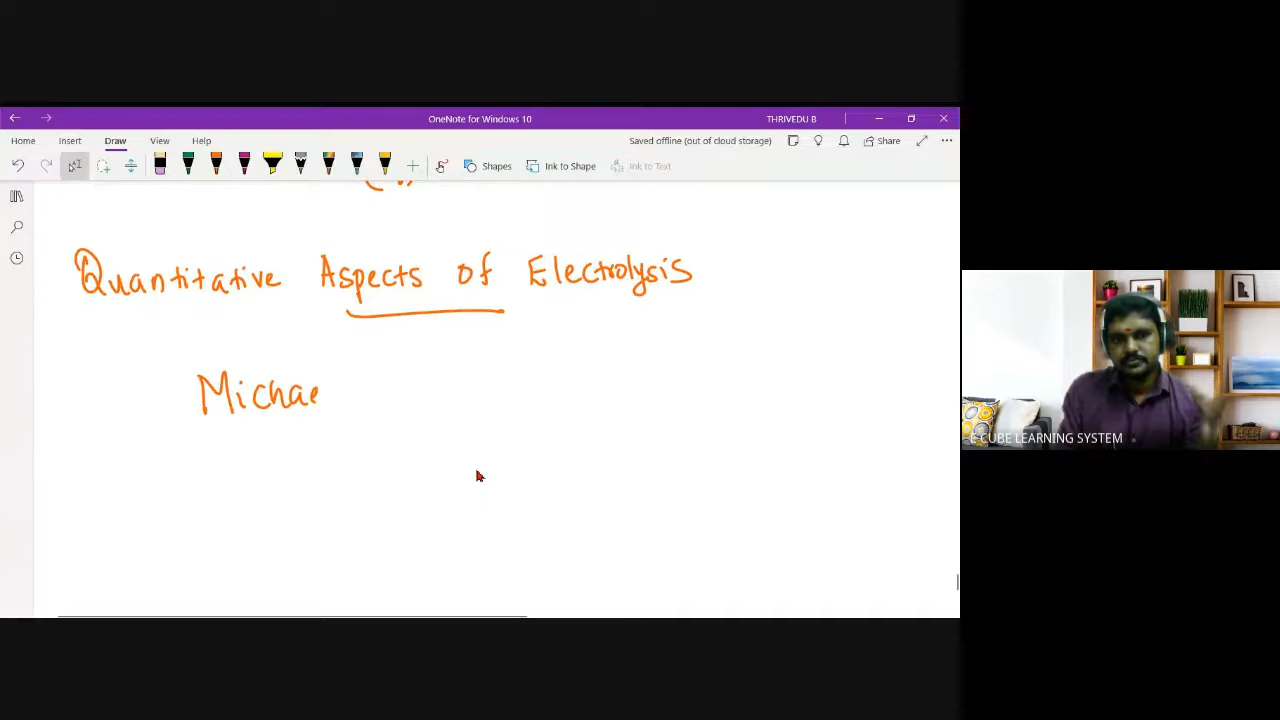 OneNote for Windows 10
THRIVEDU B
Home Insert Draw View Help
Saved offline (out of cloud storage)
Share
Shapes
Ink to Shape
Ink to Text
Quantitative Aspects of Electrolysis
Michae
E CUBE LEARNING SYSTEM